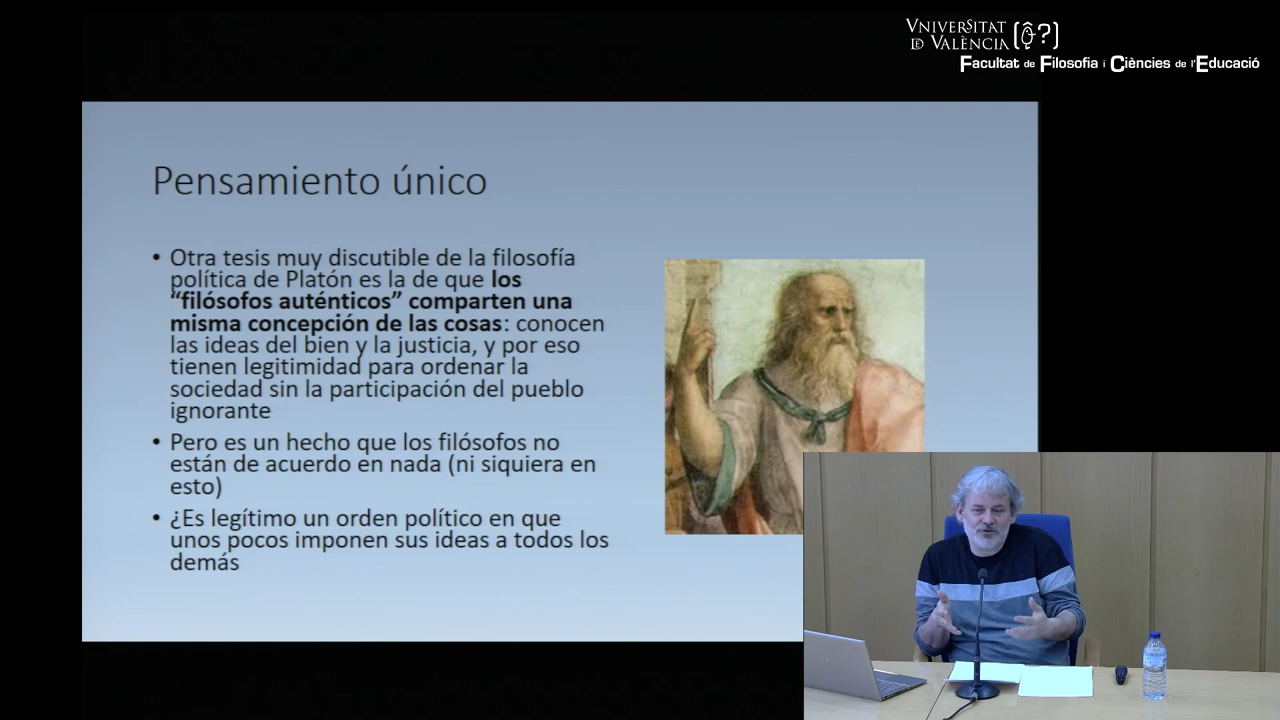 VNIVERSITAT
DE VALÈNCIA
Facultat de Filosofia i Ciències de l'Educació
Pensamiento único
• Otra tesis muy discutible de la filosofía
política de Platón es la de que los
“filósofos auténticos” comparten una
misma concepción de las cosas: conocen
las ideas del bien y la justicia, y por eso
tienen legitimidad para ordenar la
sociedad sin la participación del pueblo
ignorante
• Pero es un hecho que los filósofos no
están de acuerdo en nada (ni siquiera en
esto)
• ¿Es legítimo un orden político en que
unos pocos imponen sus ideas a todos los
demás